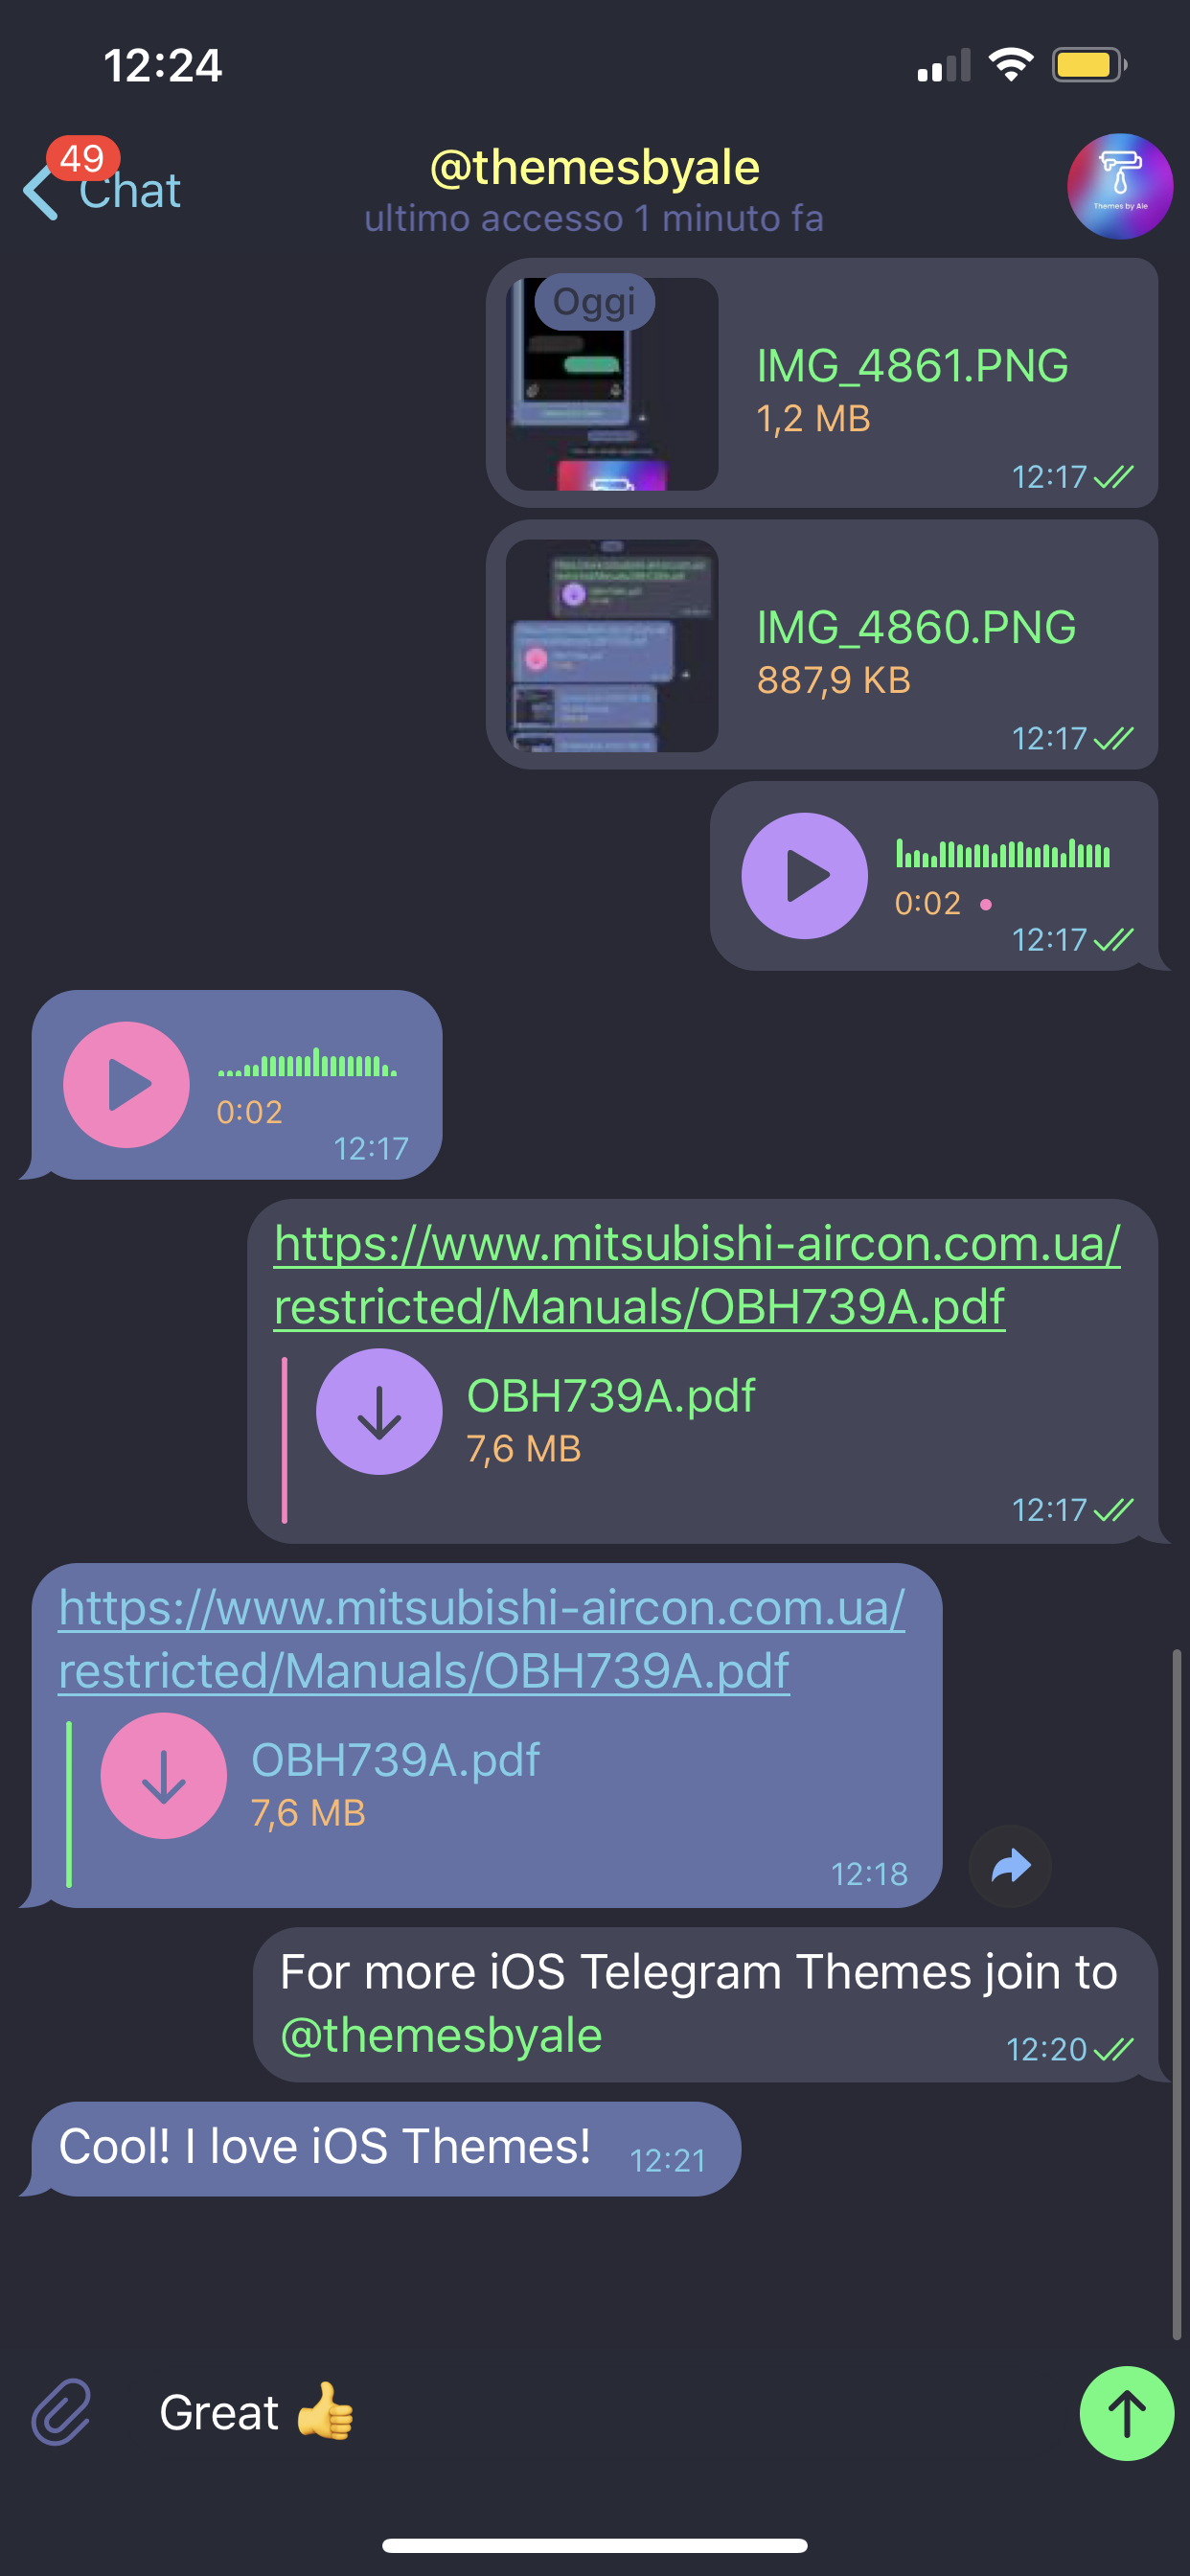 12:24
49
Chat
@themesbyale
ultimo accesso 1 minuto fa
Themes by Ale
Oggi
IMG_4861.PNG
1,2 MB
12:17
IMG_4860.PNG
887,9 KB
12:17
0:02
12:17
0:02
12:17
https://www.mitsubishi-aircon.com.ua/
restricted/Manuals/OBH739A.pdf
OBH739A.pdf
7,6 MB
12:17
https://www.mitsubishi-aircon.com.ua/
restricted/Manuals/OBH739A.pdf
OBH739A.pdf
7,6 MB
12:18
For more iOS Telegram Themes join to
@themesbyale
12:20
Cool! I love iOS Themes!
12:21
Great 👍